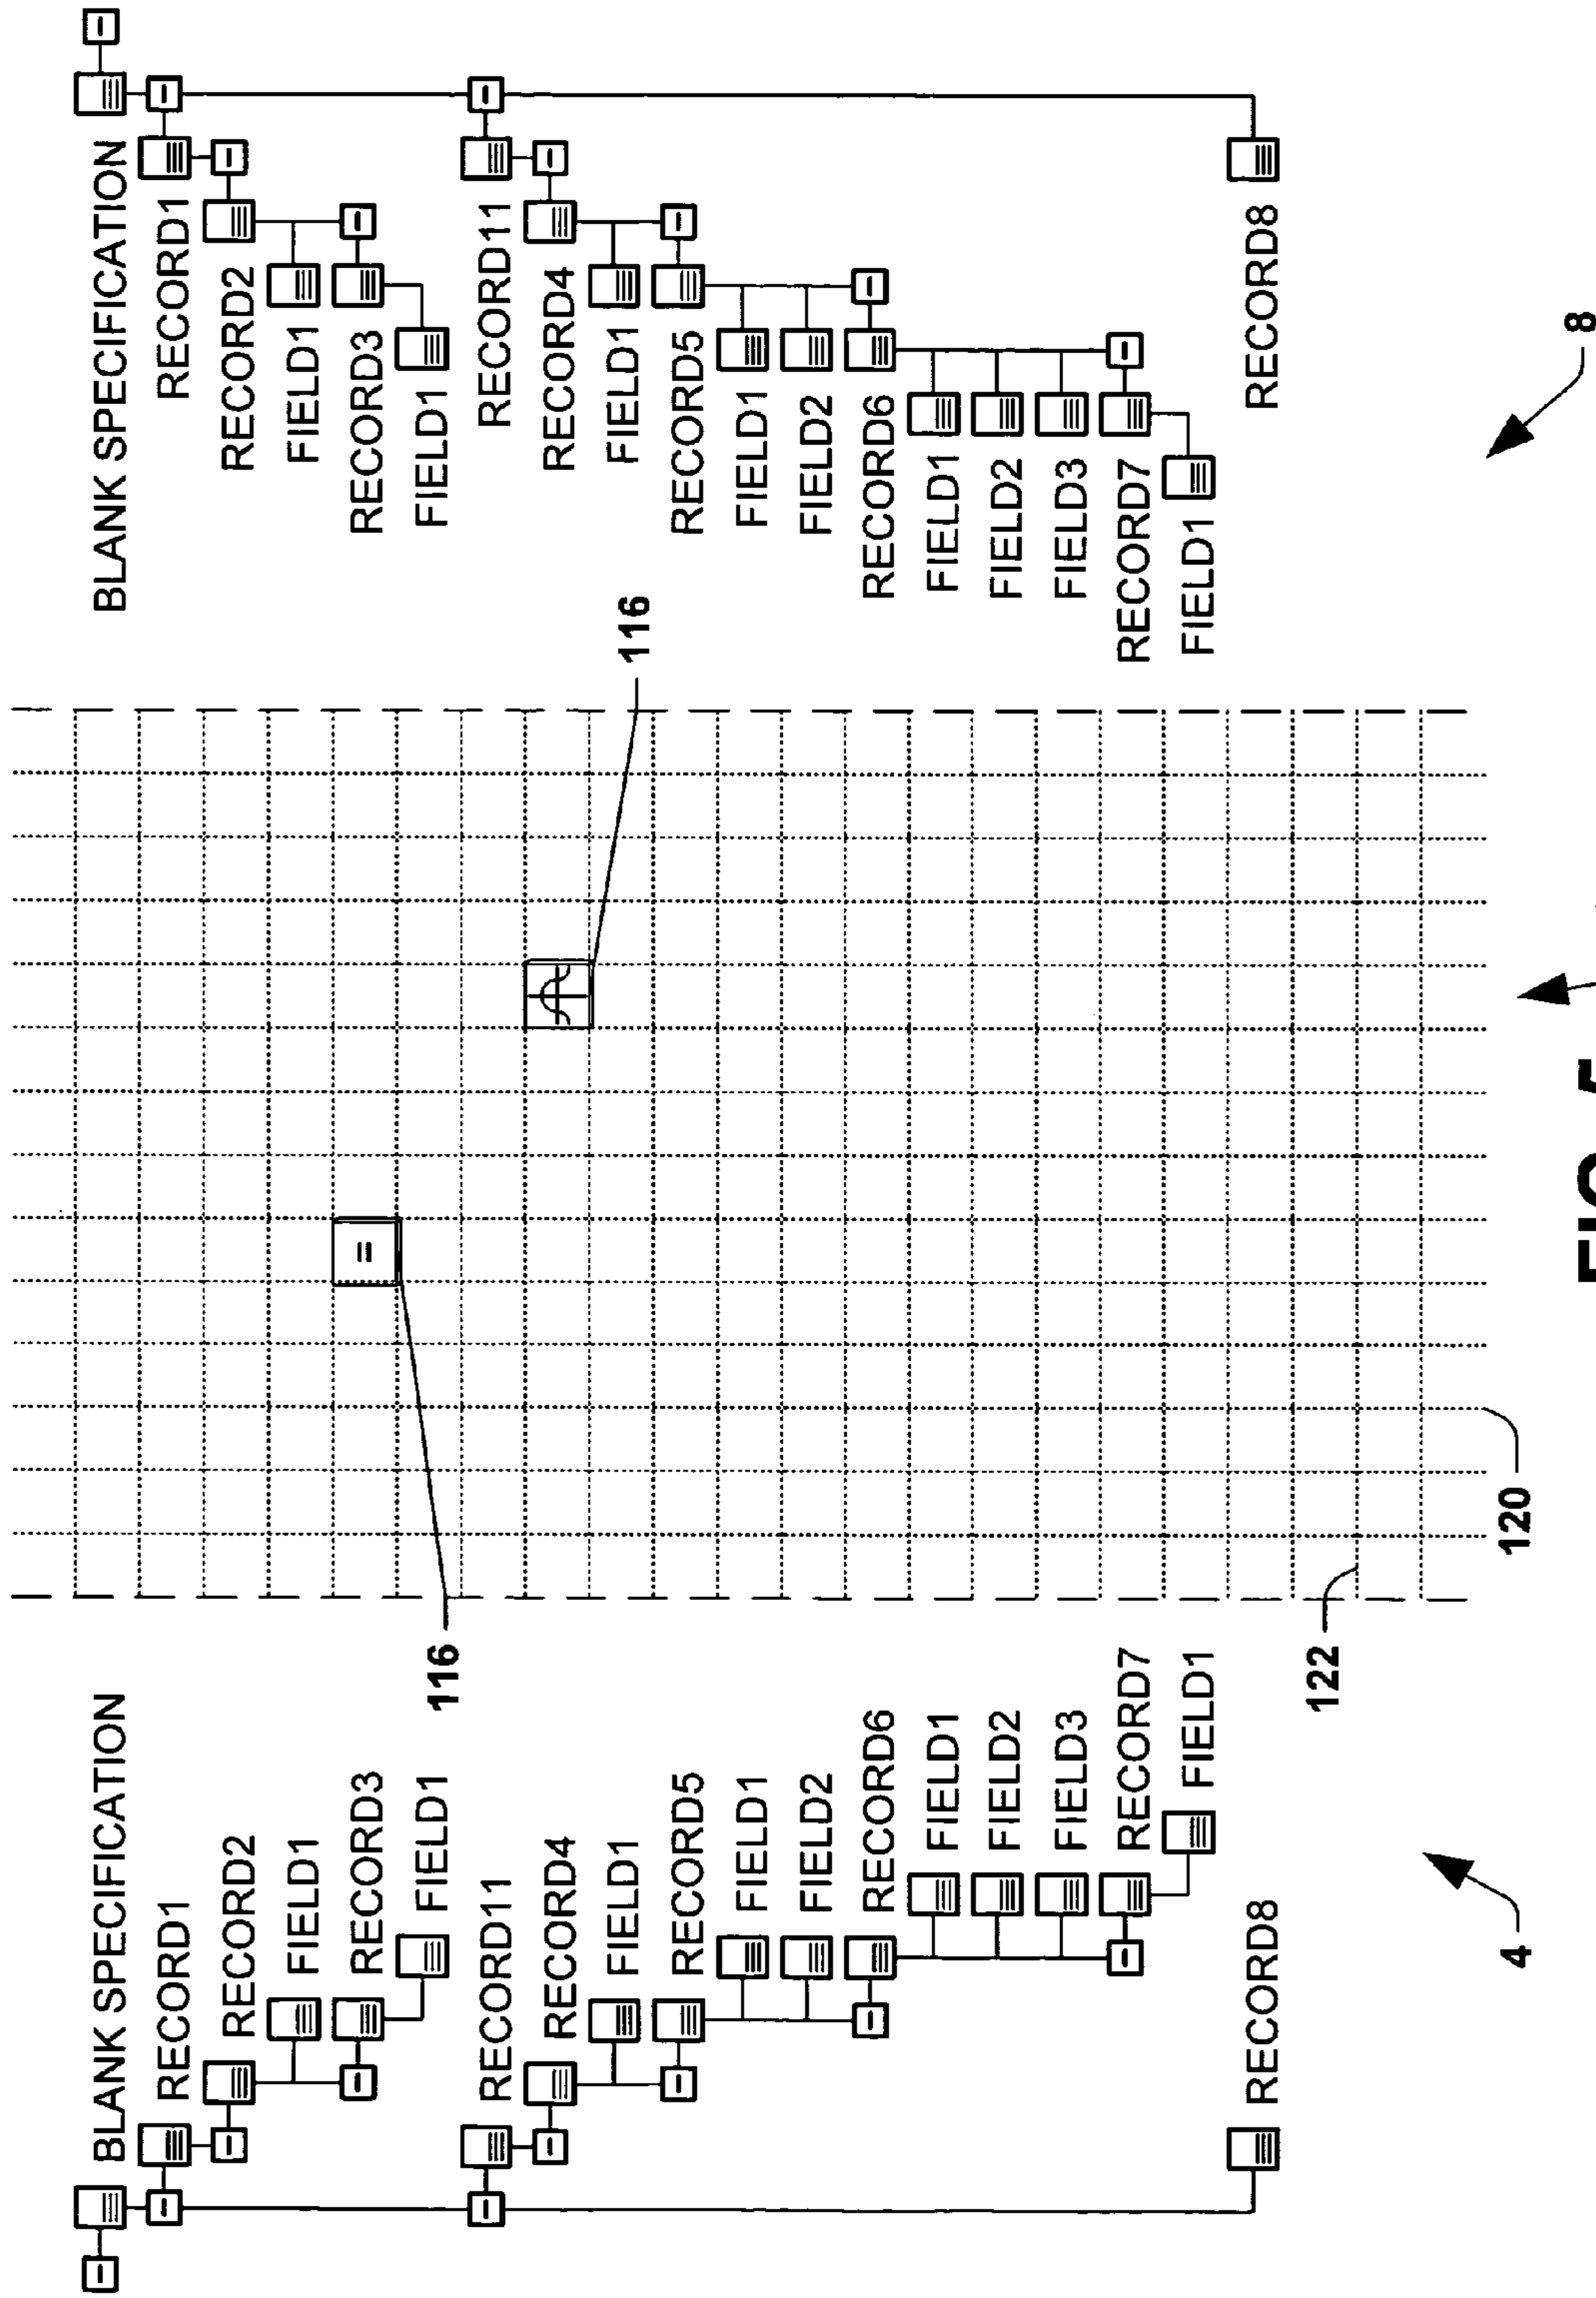 BLANK SPECIFICATION
RECORD1
RECORD2
FIELD1
RECORD3
FIELD1
RECORD11
RECORD4
FIELD1
RECORD5
FIELD1
FIELD2
RECORD6
FIELD1
FIELD2
FIELD3
RECORD7
FIELD1
RECORD8
4
116
=
116
122
120
BLANK SPECIFICATION
RECORD1
RECORD2
FIELD1
RECORD3
FIELD1
RECORD11
RECORD4
FIELD1
RECORD5
FIELD1
FIELD2
RECORD6
FIELD1
FIELD2
FIELD3
RECORD7
FIELD1
RECORD8
8